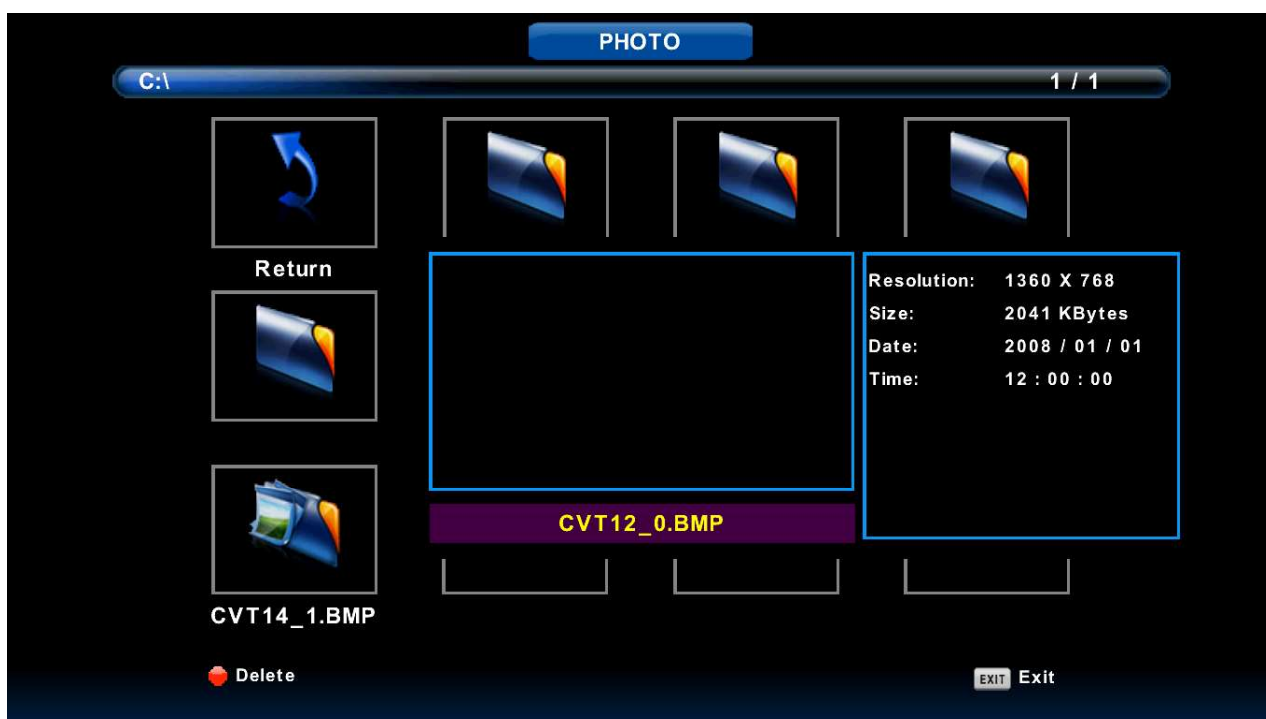 PHOTO
C:\ 1 / 1
Return
Resolution: 1360 X 768
Size: 2041 KBytes
Date: 2008 / 01 / 01
Time: 12 : 00 : 00
CVT12_0.BMP
CVT14_1.BMP
Delete
EXIT Exit